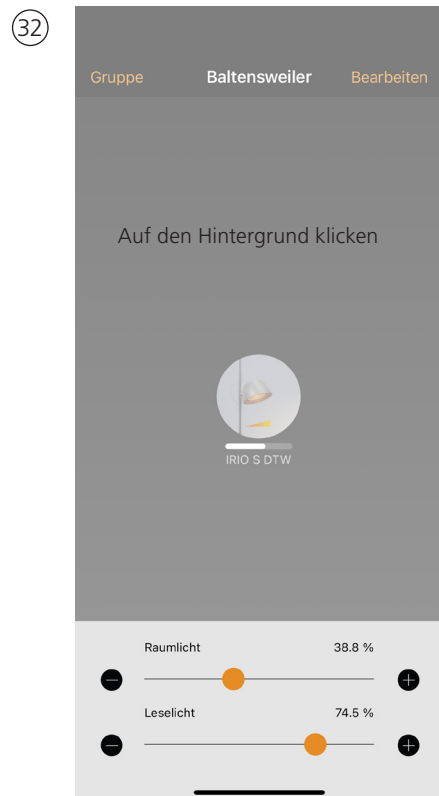 32
Gruppe Baltensweiler Bearbeiten
Auf den Hintergrund klicken
IRIO S DTW
Raumlicht 38.8 %
Leselicht 74.5 %